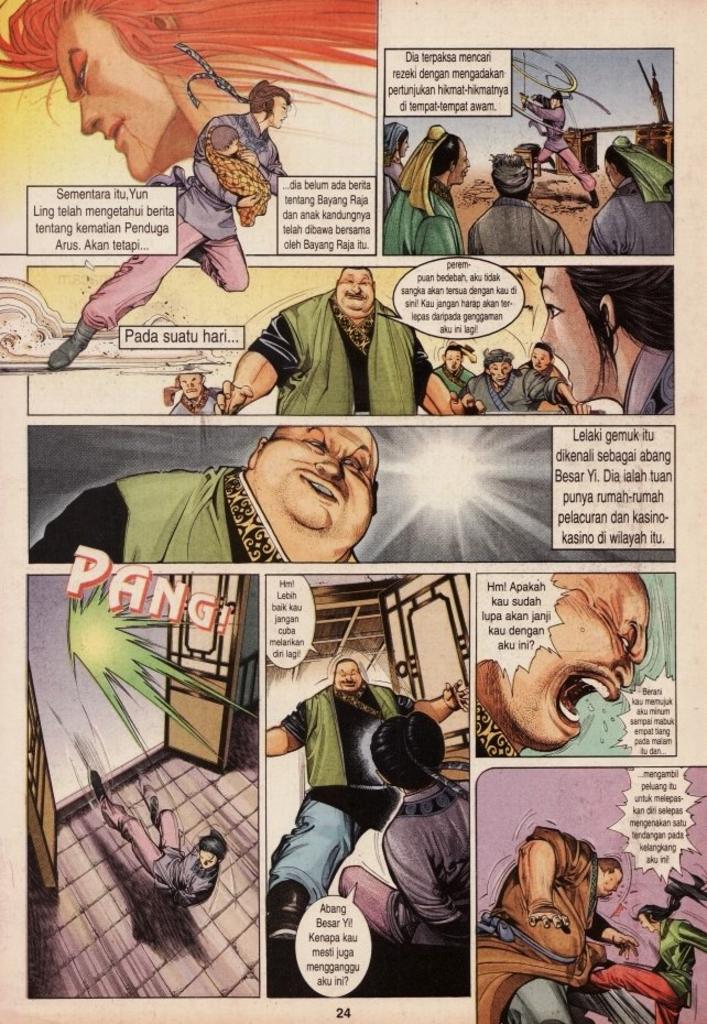 Sementara itu,Yun
Ling telah mengetahui berita
tentang kematian Penduga
Arus. Akan tetapi...
...dia belum ada berita
tentang Bayang Raja
dan anak kandungnya
telah dibawa bersama
oleh Bayang Raja itu.
Dia terpaksa mencari
rezeki dengan mengadakan
pertunjukan hikmat-hikmatnya
di tempat-tempat awam.
Pada suatu hari...
perem-
puan bedebah, aku tidak
sangka akan tersua dengan kau di
sini! Kau jangan harap akan ter-
lepas daripada genggaman
aku ini lagi!
Lelaki gemuk itu
dikenali sebagai abang
Besar Yi. Dia ialah tuan
punya rumah-rumah
pelacuran dan kasino-
kasino di wilayah itu.
PANG!
Hm!
Lebih
baik kau
jangan
cuba
melarikan
diri lagi!
Abang
Besar Yi!
Kenapa kau
mesti juga
mengganggu
aku ini?
Hm! Apakah
kau sudah
lupa akan janji
kau dengan
aku ini?
Berani
kau memujuk
aku minum
sampai mabuk
empat tiang
pada malam
itu dan...
...mengambil
peluang itu
untuk melepas-
kan diri selepas
mengenakan satu
tendangan pada
kelangkang
aku ini!
24